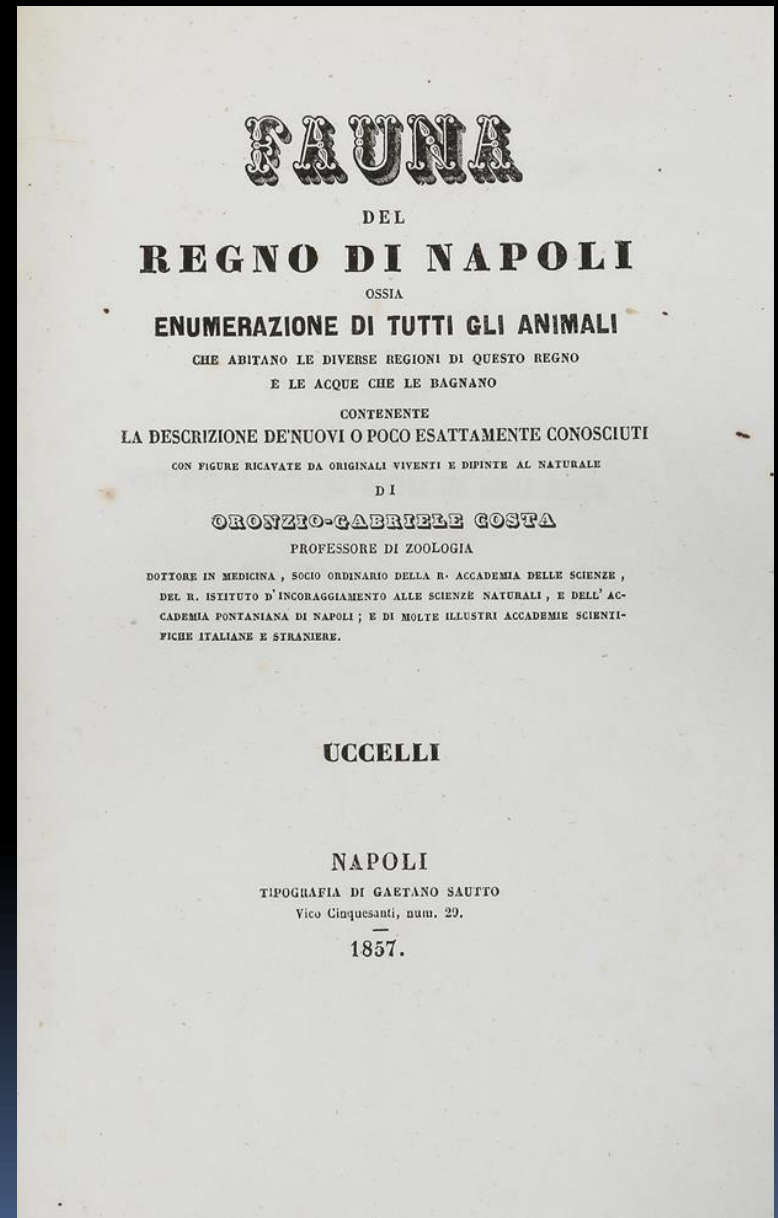 FAUNA
DEL
REGNO DI NAPOLI
OSSIA
ENUMERAZIONE DI TUTTI GLI ANIMALI
CHE ABITANO LE DIVERSE REGIONI DI QUESTO REGNO
E LE ACQUE CHE LE BAGNANO
CONTENENTE
LA DESCRIZIONE DE'NUOVI O POCO ESATTAMENTE CONOSCIUTI
CON FIGURE RICAVATE DA ORIGINALI VIVENTI E DIPINTE AL NATURALE
DI
ORONZIO-GABRIELE COSTA
PROFESSORE DI ZOOLOGIA
DOTTORE IN MEDICINA , SOCIO ORDINARIO DELLA R. ACCADEMIA DELLE SCIENZE ,
DEL R. ISTITUTO D'INCORAGGIAMENTO ALLE SCIENZE NATURALI , E DELL' AC-
CADEMIA PONTANIANA DI NAPOLI ; E DI MOLTE ILLUSTRI ACCADEMIE SCIENTI-
FICHE ITALIANE E STRANIERE.
UCCELLI
NAPOLI
TIPOGRAFIA DI GAETANO SAUTTO
Vico Cinquesanti, num. 29.
1857.